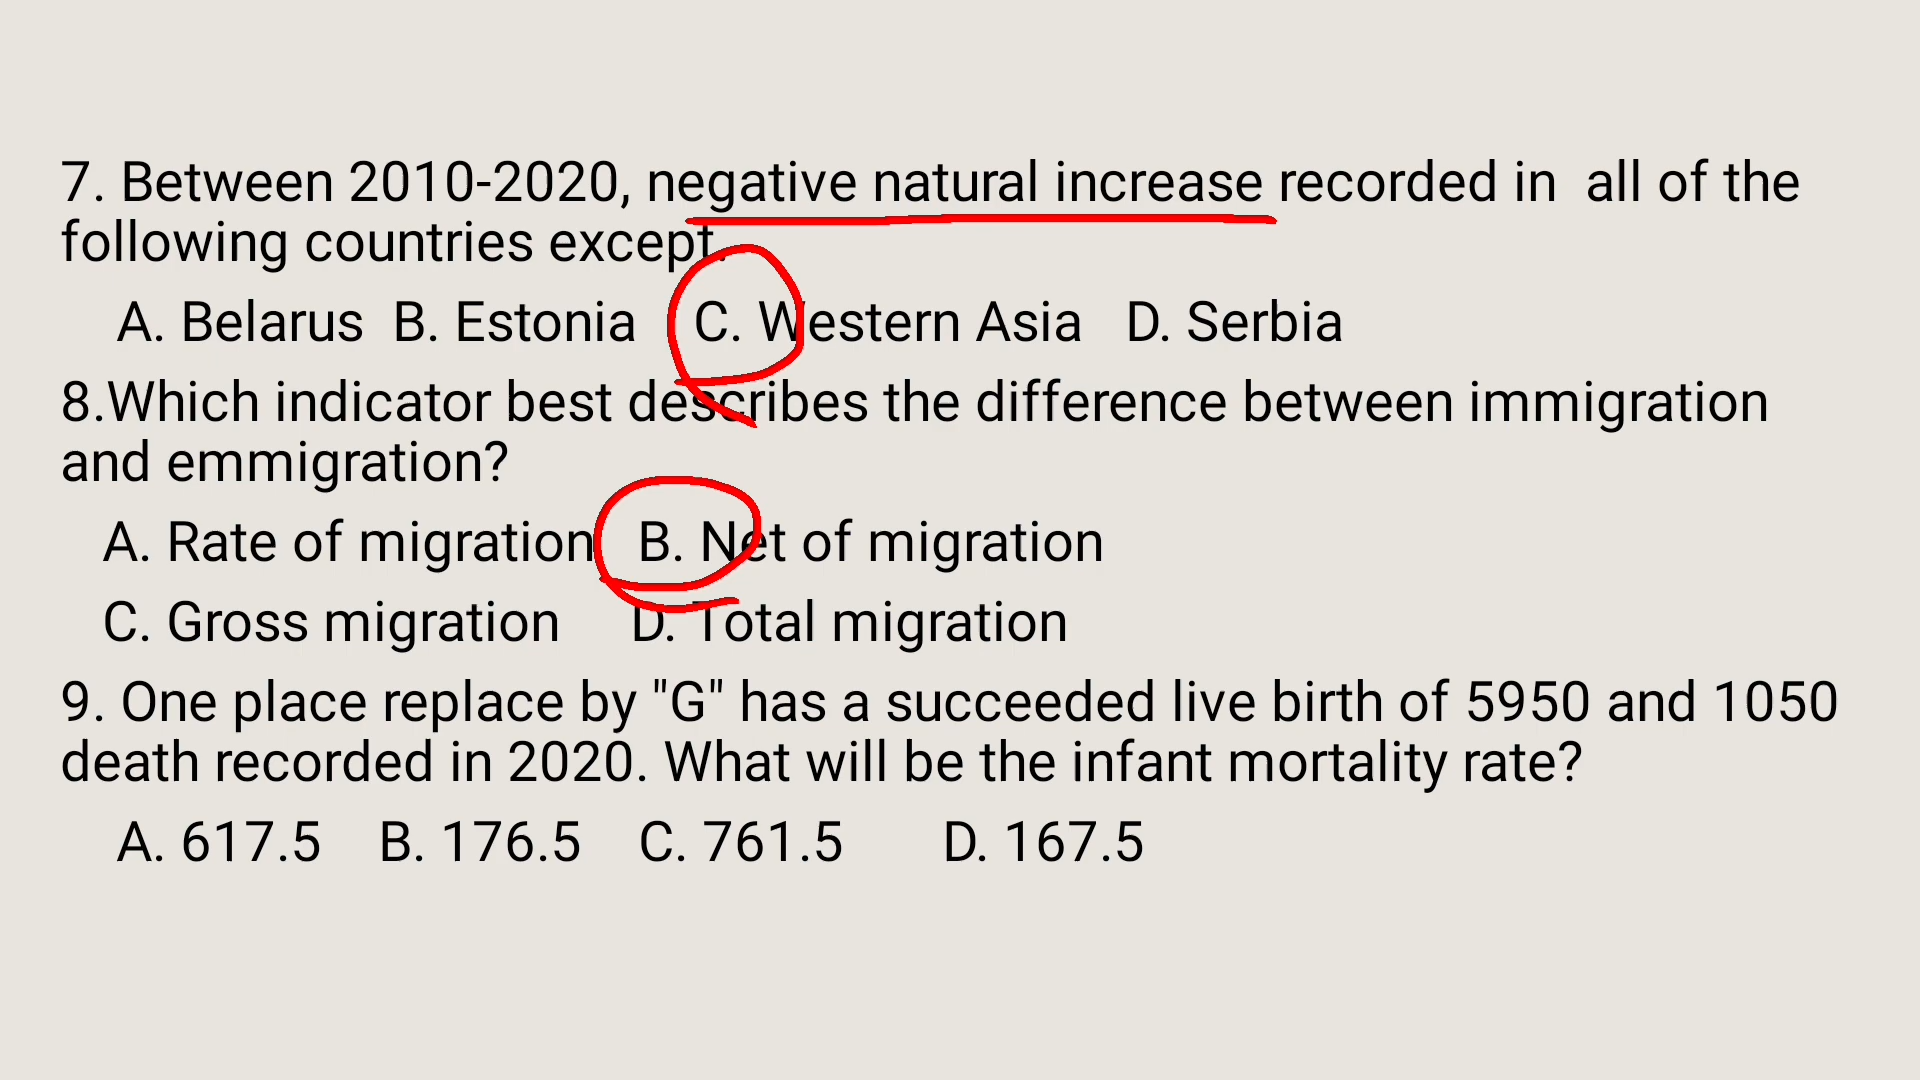 7. Between 2010-2020, negative natural increase recorded in  all of the
following countries except.
A. Belarus  B. Estonia   C. Western Asia   D. Serbia
8.Which indicator best describes the difference between immigration
and emmigration?
A. Rate of migration   B. Net of migration
C. Gross migration     D. Total migration
9. One place replace by "G" has a succeeded live birth of 5950 and 1050
death recorded in 2020. What will be the infant mortality rate?
A. 617.5    B. 176.5    C. 761.5       D. 167.5